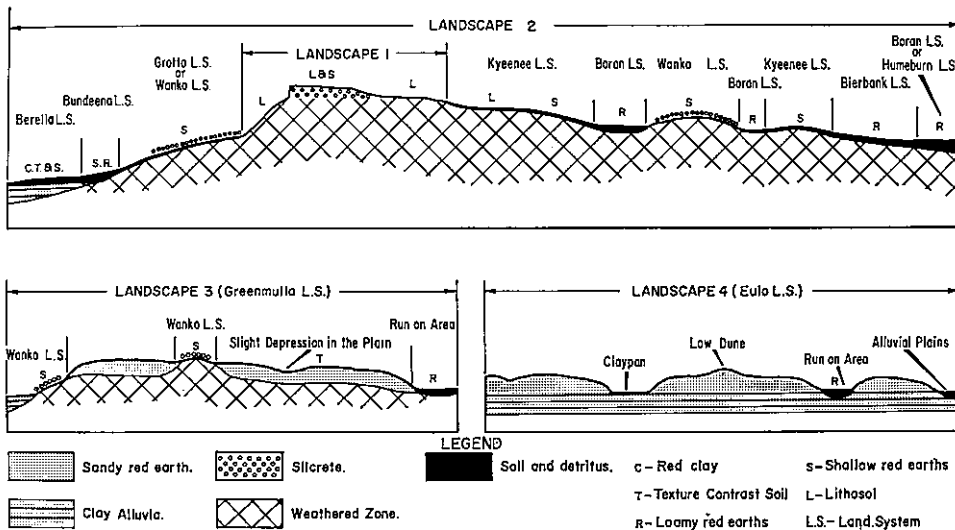 LANDSCAPE 2
LANDSCAPE 1
Berella L.S.
Bundeena L.S.
Grotto L.S.
or
Wanko L.S.
Kyeenee L.S.
Boran L.S.
Wanko L.S.
Boran L.S.
Kyeenee L.S.
Bierbank L.S.
Boran L.S.
or
Humeburn L.S.
C.T. & S.
S.R.
S
L
L&S
L
L
S
R
S
R
S
R
R
LANDSCAPE 3 (Greenmulla L.S.)
Wanko L.S.
S
Wanko L.S.
S
Slight Depression in the Plain
T
Run on Area
R
LANDSCAPE 4 (Eulo L.S.)
Claypan
Low Dune
Run on Area
R
Alluvial Plains
LEGEND
Sandy red earth.
Silcrete.
Soil and detritus.
C – Red clay
S – Shallow red earths
T – Texture Contrast Soil
L – Lithosol
Clay Alluvia.
Weathered Zone.
R – Loamy red earths
L.S. – Land System